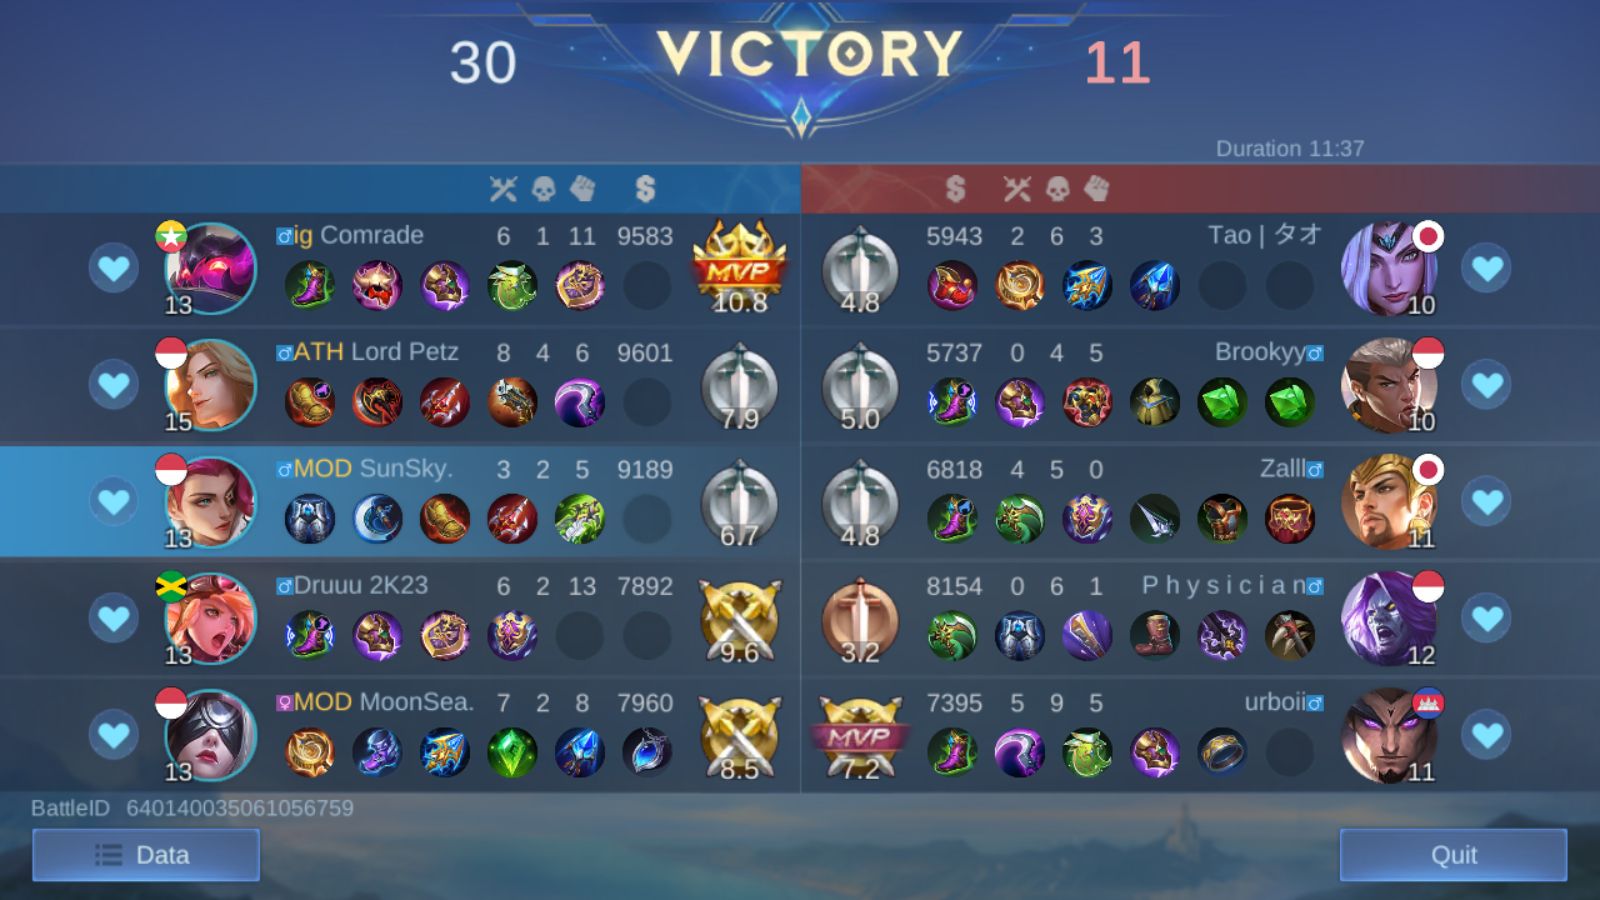 30 VICTORY 11
Duration 11:37
ig Comrade 6 1 11 9583 MVP 10.8 13
4.8 5943 2 6 3 Tao | タオ 10
ATH Lord Petz 8 4 6 9601 7.9 15
5.0 5737 0 4 5 Brookyy 10
MOD SunSky. 3 2 5 9189 6.7 13
4.8 6818 4 5 0 Zalll 11
Druuu 2K23 6 2 13 7892 9.6 13
3.2 8154 0 6 1 Physician 12
MOD MoonSea. 7 2 8 7960 8.5 13
MVP 7.2 7395 5 9 5 urboii 11
BattleID 640140035061056759
Data
Quit